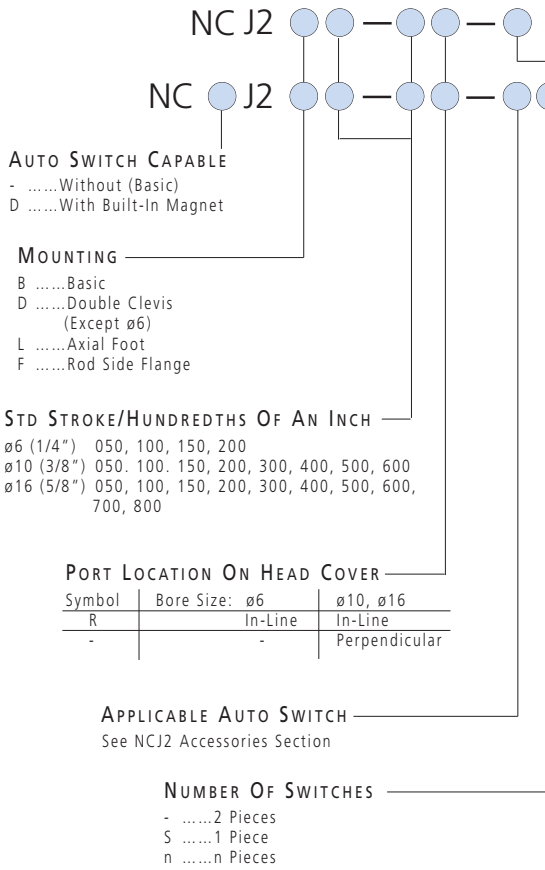 NC J2 — —
NC J2 — —
AUTO SWITCH CAPABLE
- ......Without (Basic)
D ......With Built-In Magnet
MOUNTING
B ......Basic
D ......Double Clevis
(Except ø6)
L ......Axial Foot
F ......Rod Side Flange
STD STROKE/HUNDREDTHS OF AN INCH
ø6 (1/4") 050, 100, 150, 200
ø10 (3/8") 050. 100. 150, 200, 300, 400, 500, 600
ø16 (5/8") 050, 100, 150, 200, 300, 400, 500, 600,
700, 800
PORT LOCATION ON HEAD COVER
Symbol Bore Size: ø6 ø10, ø16
R In-Line In-Line
- - Perpendicular
APPLICABLE AUTO SWITCH
See NCJ2 Accessories Section
NUMBER OF SWITCHES
- ......2 Pieces
S ......1 Piece
n ......n Pieces